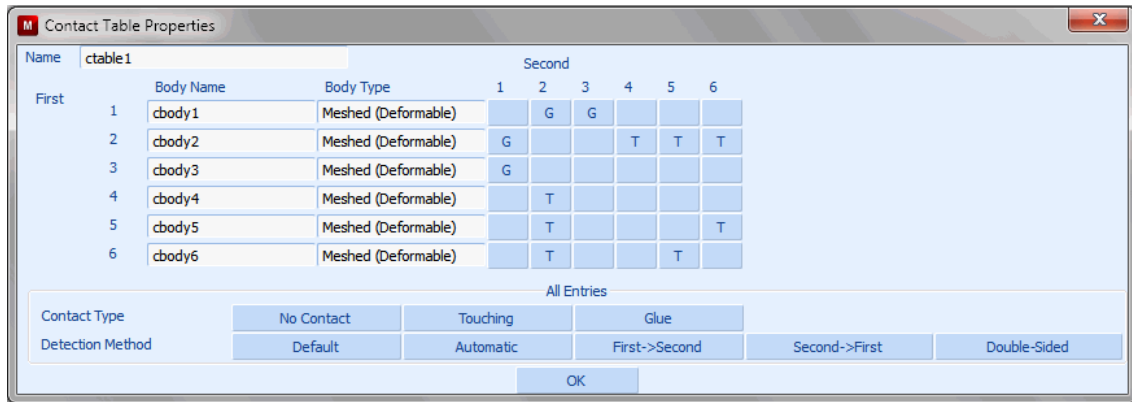 M Contact Table Properties X
Name ctable1
Second
First Body Name Body Type 1 2 3 4 5 6
1 cbody1 Meshed (Deformable) G G
2 cbody2 Meshed (Deformable) G T T T
3 cbody3 Meshed (Deformable) G
4 cbody4 Meshed (Deformable) T
5 cbody5 Meshed (Deformable) T T
6 cbody6 Meshed (Deformable) T T
All Entries
Contact Type No Contact Touching Glue
Detection Method Default Automatic First->Second Second->First Double-Sided
OK